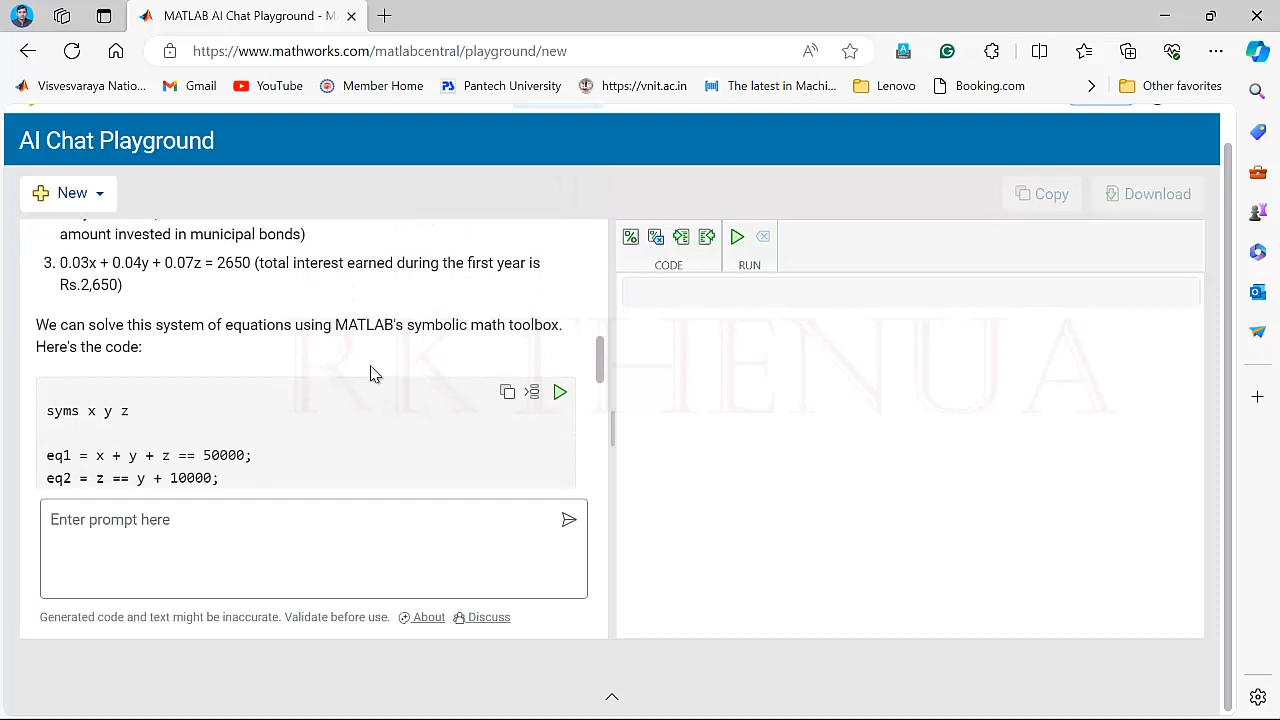 MATLAB AI Chat Playground - M
https://www.mathworks.com/matlabcentral/playground/new
Visvesvaraya Natio...
Gmail
YouTube
Member Home
Pantech University
https://vnit.ac.in
The latest in Machi...
Lenovo
Booking.com
Other favorites
AI Chat Playground
New
Copy
Download
amount invested in municipal bonds)
3. 0.03x + 0.04y + 0.07z = 2650 (total interest earned during the first year is
Rs.2,650)
We can solve this system of equations using MATLAB's symbolic math toolbox.
Here's the code:
syms x y z
eq1 = x + y + z == 50000;
eq2 = z == y + 10000;
Enter prompt here
Generated code and text might be inaccurate. Validate before use.
About
Discuss
CODE
RUN
RK THENUA